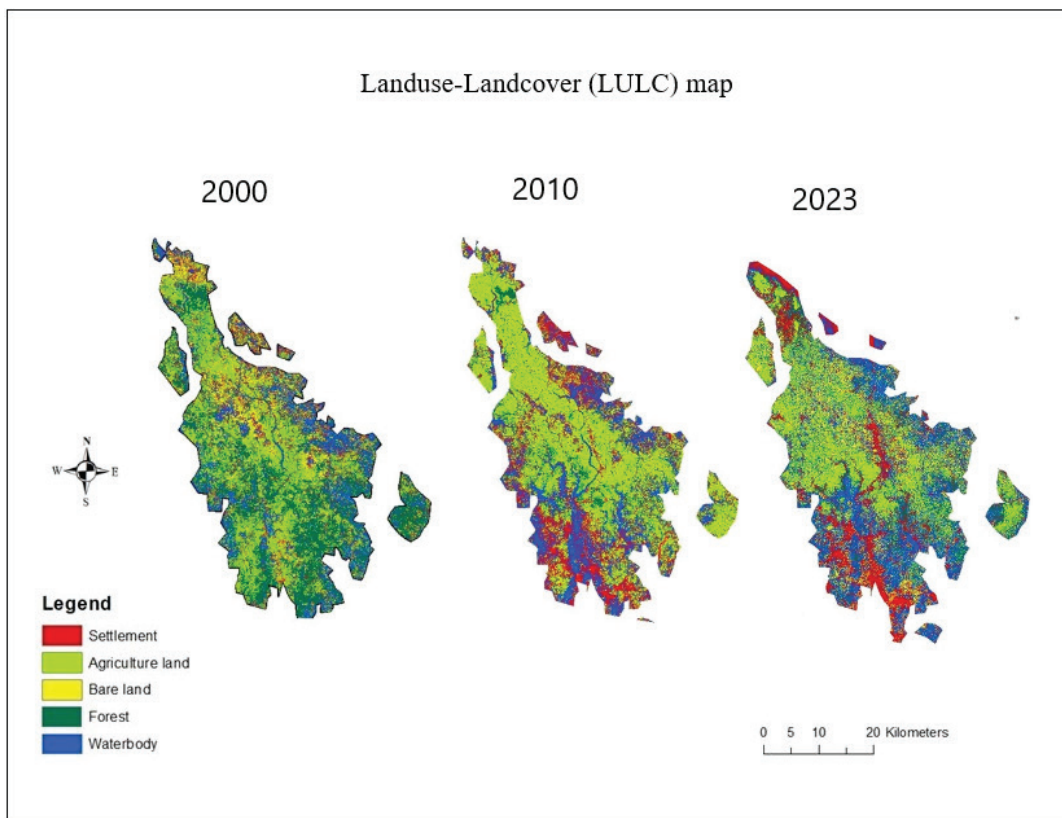 Landuse-Landcover (LULC) map
2000
2010
2023
N
W E
S
Legend
Settlement
Agriculture land
Bare land
Forest
Waterbody
0 5 10 20 Kilometers